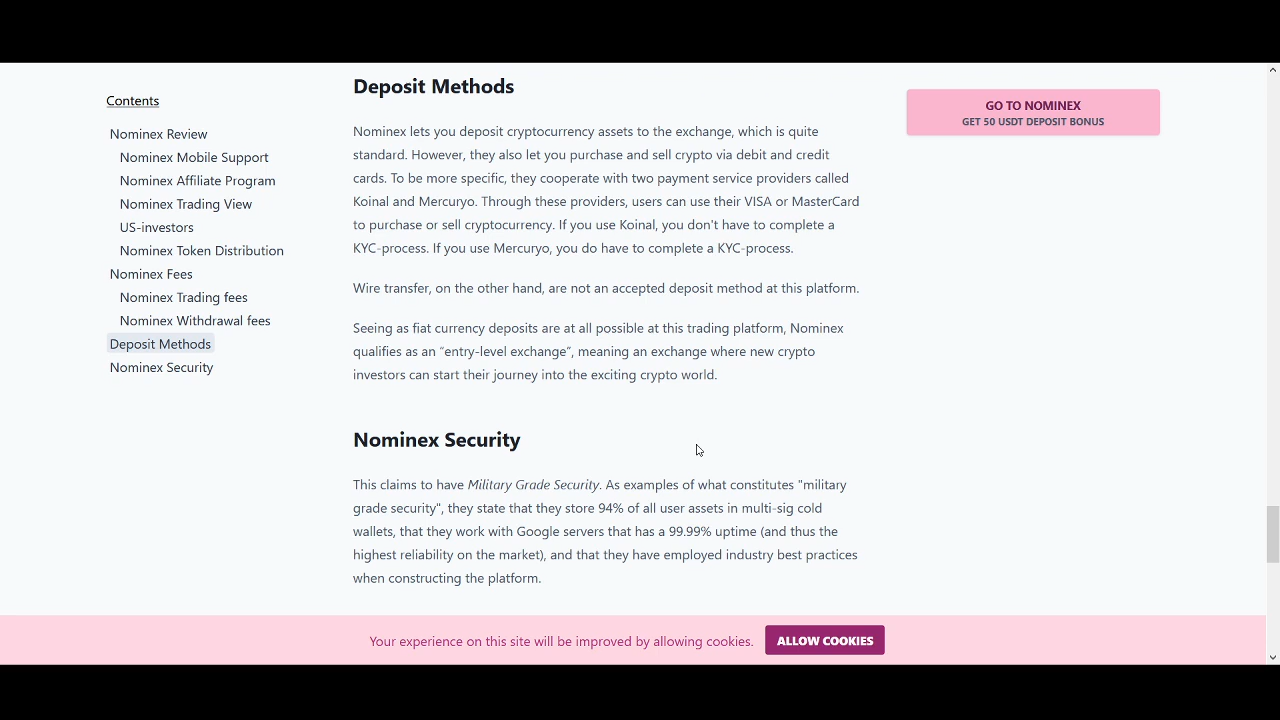 Contents
Nominex Review
Nominex Mobile Support
Nominex Affiliate Program
Nominex Trading View
US-investors
Nominex Token Distribution
Nominex Fees
Nominex Trading fees
Nominex Withdrawal fees
Deposit Methods
Nominex Security
Deposit Methods
Nominex lets you deposit cryptocurrency assets to the exchange, which is quite
standard. However, they also let you purchase and sell crypto via debit and credit
cards. To be more specific, they cooperate with two payment service providers called
Koinal and Mercuryo. Through these providers, users can use their VISA or MasterCard
to purchase or sell cryptocurrency. If you use Koinal, you don't have to complete a
KYC-process. If you use Mercuryo, you do have to complete a KYC-process.
Wire transfer, on the other hand, are not an accepted deposit method at this platform.
Seeing as fiat currency deposits are at all possible at this trading platform, Nominex
qualifies as an “entry-level exchange”, meaning an exchange where new crypto
investors can start their journey into the exciting crypto world.
Nominex Security
This claims to have Military Grade Security. As examples of what constitutes "military
grade security", they state that they store 94% of all user assets in multi-sig cold
wallets, that they work with Google servers that has a 99.99% uptime (and thus the
highest reliability on the market), and that they have employed industry best practices
when constructing the platform.
GO TO NOMINEX
GET 50 USDT DEPOSIT BONUS
Your experience on this site will be improved by allowing cookies.
ALLOW COOKIES